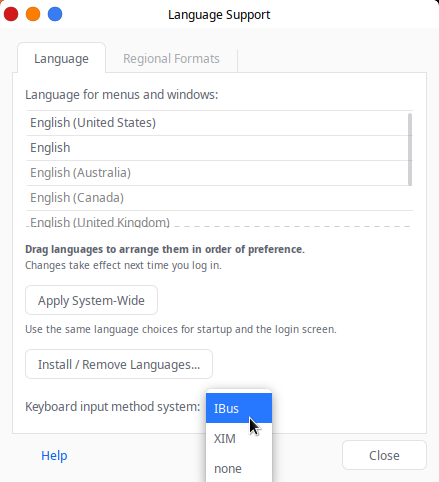 Language Support
Language
Regional Formats
Language for menus and windows:
English (United States)
English
English (Australia)
English (Canada)
English (United Kingdom)
Drag languages to arrange them in order of preference.
Changes take effect next time you log in.
Apply System-Wide
Use the same language choices for startup and the login screen.
Install / Remove Languages...
Keyboard input method system:
IBus
XIM
none
Help
Close